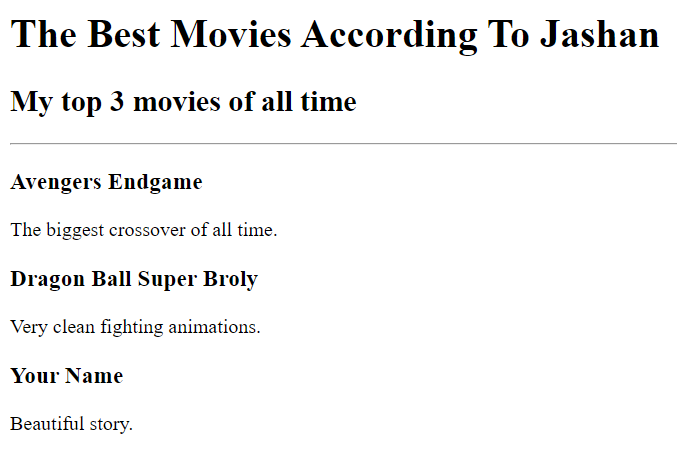 The Best Movies According To Jashan
My top 3 movies of all time
Avengers Endgame
The biggest crossover of all time.
Dragon Ball Super Broly
Very clean fighting animations.
Your Name
Beautiful story.